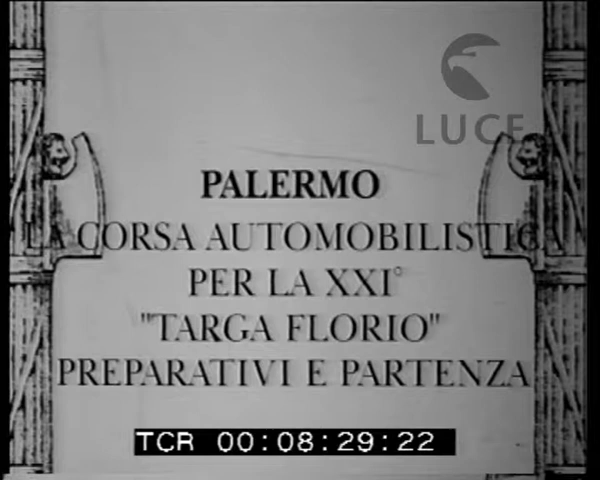 LUCE
PALERMO
LA CORSA AUTOMOBILISTICA
PER LA XXI°
"TARGA FLORIO"
PREPARATIVI E PARTENZA
TCR 00:08:29:22